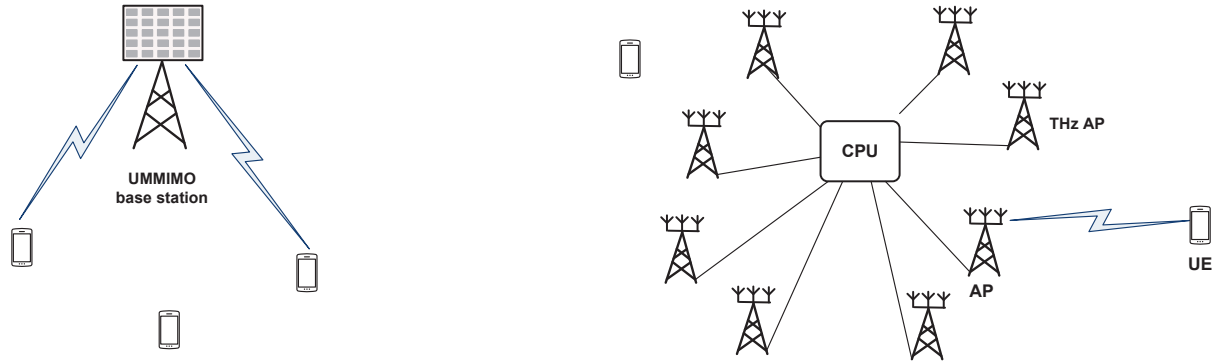 UMMIMO
base station
CPU
THz AP
AP
UE